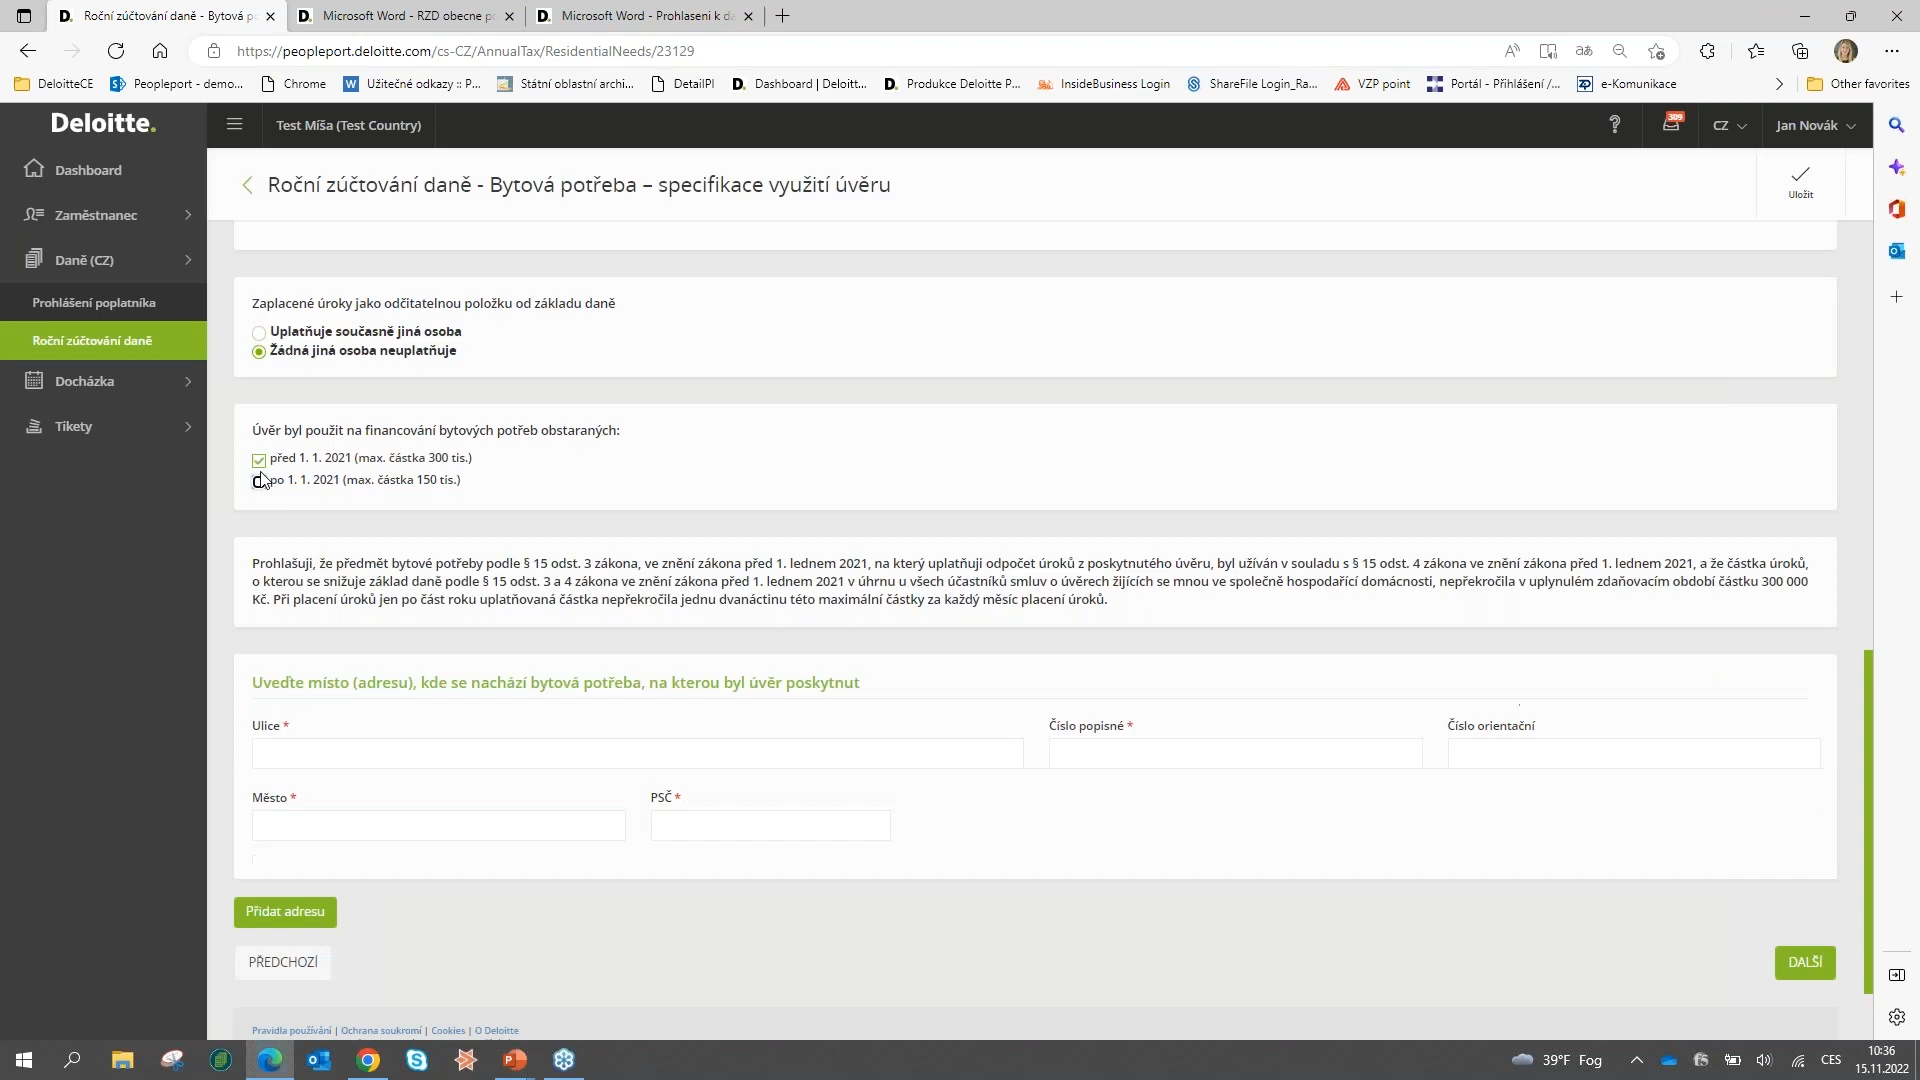 Roční zúčtování daně - Bytová p
Microsoft Word - RZD obecne p
Microsoft Word - Prohlaseni k d
https://peopleport.deloitte.com/cs-CZ/AnnualTax/ResidentialNeeds/23129
DeloitteCE
Peopleport - demo...
Chrome
Užitečné odkazy :: P...
Státní oblastní archi...
DetailPI
Dashboard | Deloitt...
Produkce Deloitte P...
InsideBusiness Login
ShareFile Login_Ra...
VZP point
Portál - Přihlášení /...
e-Komunikace
Other favorites
Deloitte.
Test Míša (Test Country)
309
CZ
Jan Novák
Dashboard
Zaměstnanec
Daně (CZ)
Prohlášení poplatníka
Roční zúčtování daně
Docházka
Tikety
Roční zúčtování daně - Bytová potřeba – specifikace využití úvěru
Uložit
Zaplacené úroky jako odčitatelnou položku od základu daně
Uplatňuje současně jiná osoba
Žádná jiná osoba neuplatňuje
Úvěr byl použit na financování bytových potřeb obstaraných:
před 1. 1. 2021 (max. částka 300 tis.)
po 1. 1. 2021 (max. částka 150 tis.)
Prohlašuji, že předmět bytové potřeby podle § 15 odst. 3 zákona, ve znění zákona před 1. lednem 2021, na který uplatňuji odpočet úroků z poskytnutého úvěru, byl užíván v souladu s § 15 odst. 4 zákona ve znění zákona před 1. lednem 2021, a že částka úroků,
o kterou se snižuje základ daně podle § 15 odst. 3 a 4 zákona ve znění zákona před 1. lednem 2021 v úhrnu u všech účastníků smluv o úvěrech žijících se mnou ve společně hospodařící domácnosti, nepřekročila v uplynulém zdaňovacím období částku 300 000
Kč. Při placení úroků jen po část roku uplatňovaná částka nepřekročila jednu dvanáctinu této maximální částky za každý měsíc placení úroků.
Uveďte místo (adresu), kde se nachází bytová potřeba, na kterou byl úvěr poskytnut
Ulice *
Číslo popisné *
Číslo orientační
Město *
PSČ *
Přidat adresu
PŘEDCHOZÍ
DALŠÍ
Pravidla používání | Ochrana soukromí | Cookies | O Deloitte
39°F Fog
CES
10:36
15.11.2022